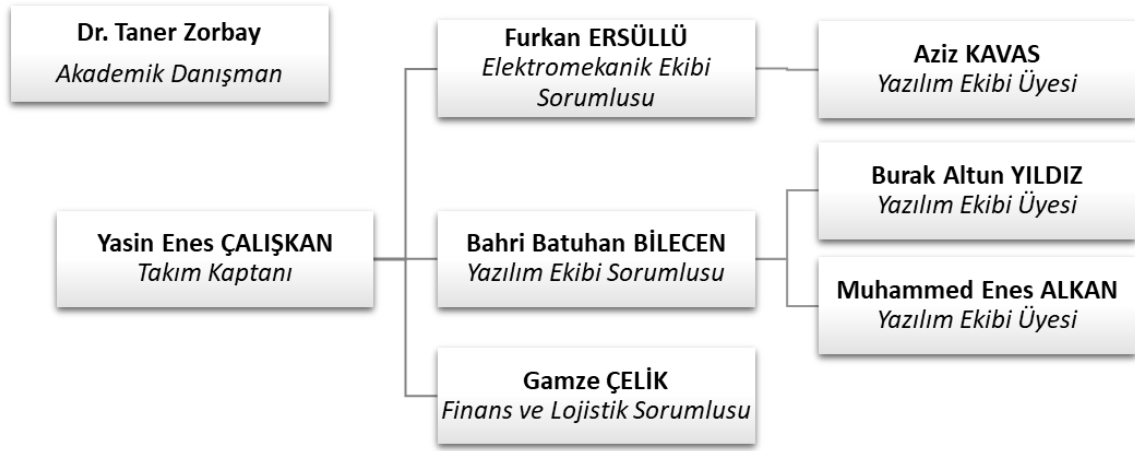 Dr. Taner Zorbay
Akademik Danışman
Yasin Enes ÇALIŞKAN
Takım Kaptanı
Furkan ERSÜLLÜ
Elektromekanik Ekibi
Sorumlusu
Aziz KAVAS
Yazılım Ekibi Üyesi
Bahri Batuhan BİLECEN
Yazılım Ekibi Sorumlusu
Burak Altun YILDIZ
Yazılım Ekibi Üyesi
Muhammed Enes ALKAN
Yazılım Ekibi Üyesi
Gamze ÇELİK
Finans ve Lojistik Sorumlusu